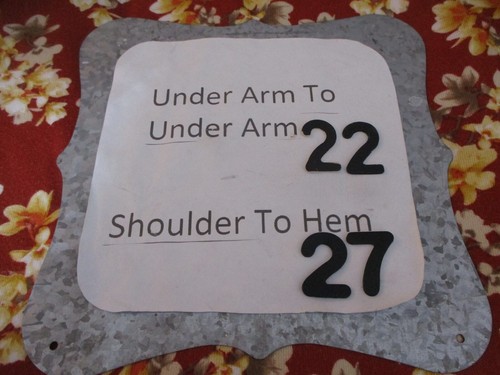 Under Arm To
Under Arm 22
Shoulder To Hem
27